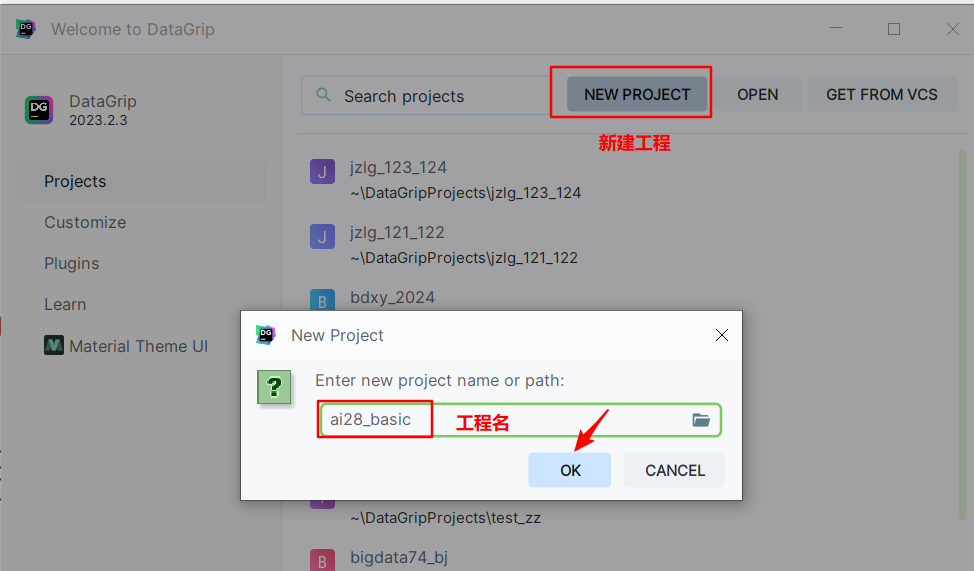 DG
Welcome to DataGrip
DG
DataGrip
2023.2.3
Search projects
NEW PROJECT
OPEN
GET FROM VCS
新建工程
Projects
Customize
Plugins
Learn
Material Theme UI
J
jzlg_123_124
~\DataGripProjects\jzlg_123_124
J
jzlg_121_122
~\DataGripProjects\jzlg_121_122
B
bdxy_2024
DG
New Project
?
Enter new project name or path:
ai28_basic
工程名
OK
CANCEL
~\DataGripProjects\test_zz
B
bigdata74_bj